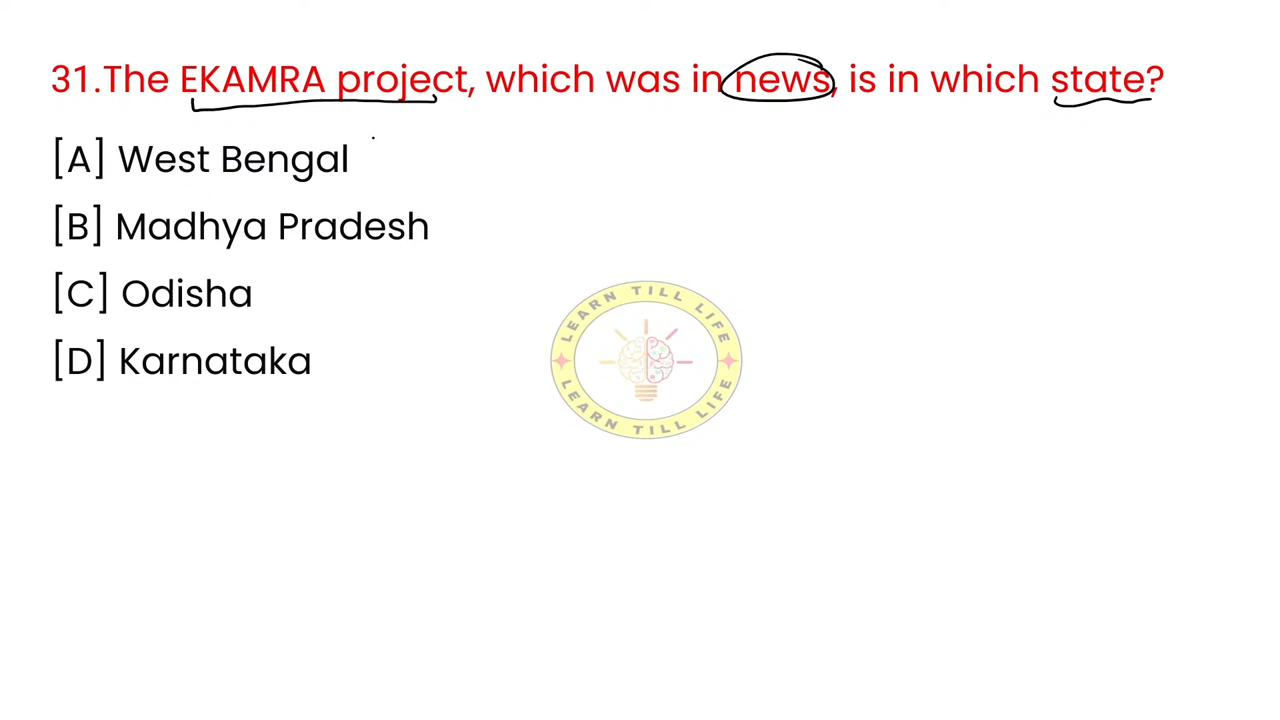 31.The EKAMRA project, which was in news, is in which state?
[A] West Bengal
[B] Madhya Pradesh
[C] Odisha
[D] Karnataka
LEARN TILL LIFE
LEARN TILL LIFE